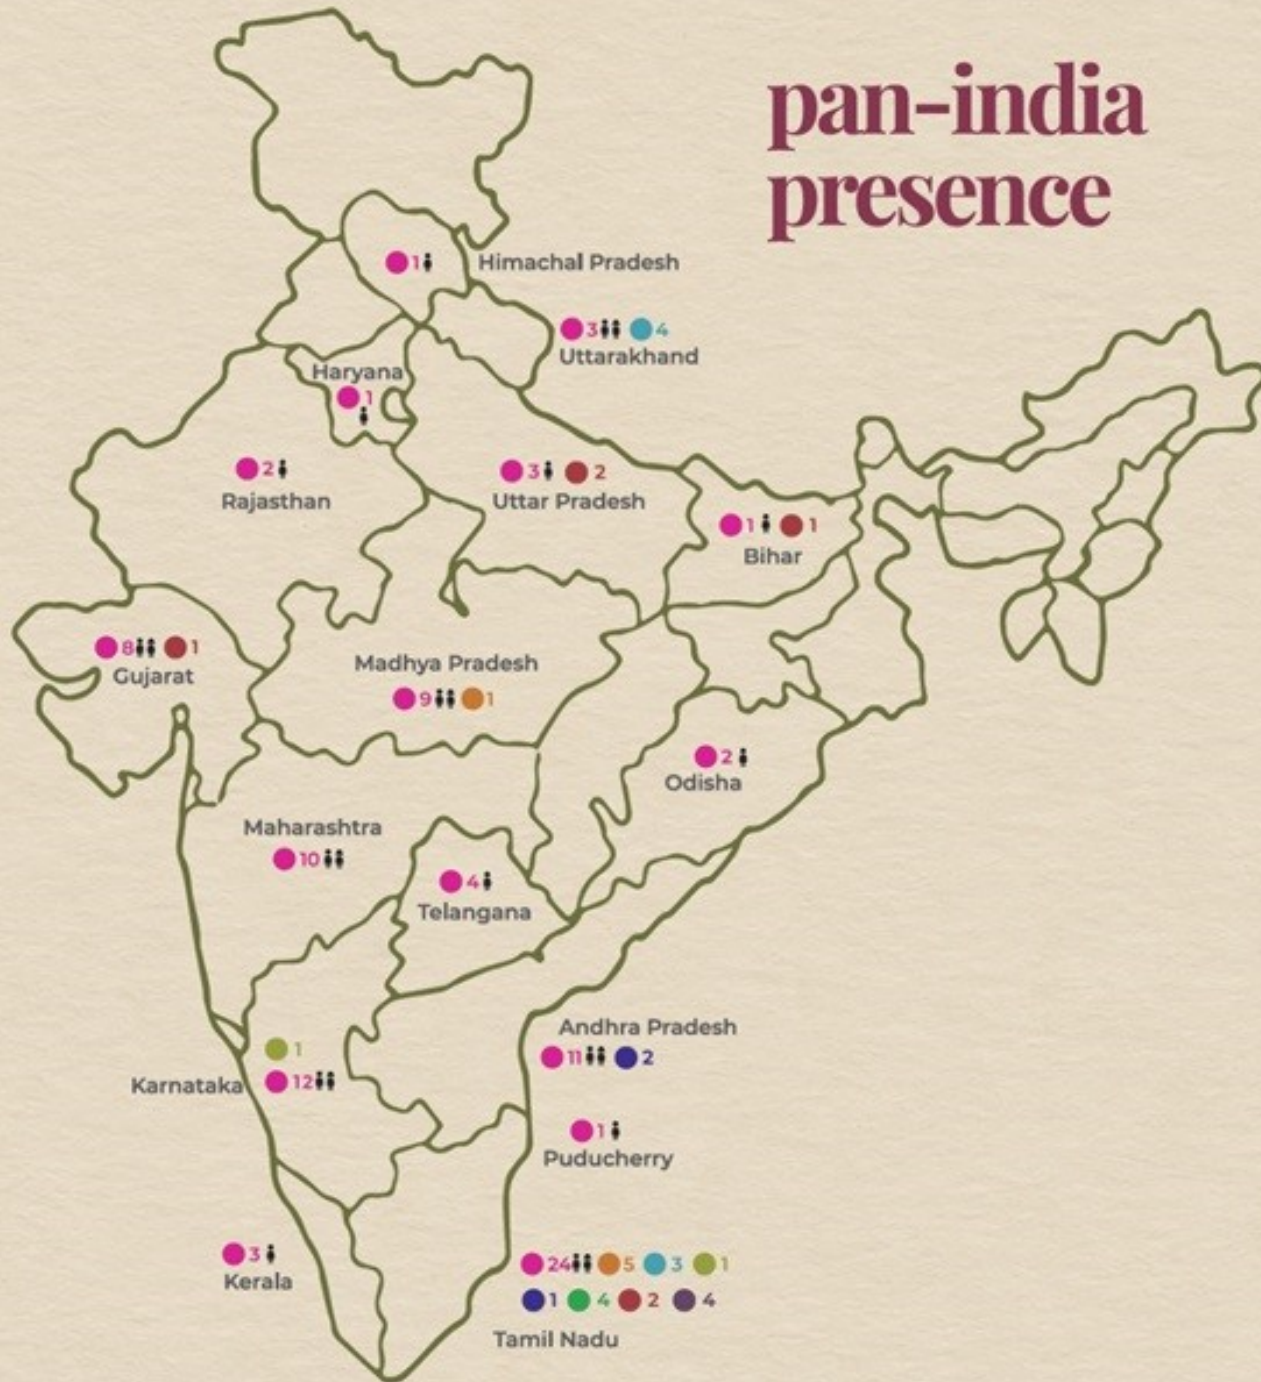 pan-india
presence
1
Himachal Pradesh
3 4
Uttarakhand
Haryana
1
2
Rajasthan
3 2
Uttar Pradesh
1 1
Bihar
8 1
Gujarat
Madhya Pradesh
9 1
2
Odisha
Maharashtra
10
4
Telangana
Andhra Pradesh
11 2
1
Karnataka 12
1
Puducherry
3
Kerala
24 5 3 1
1 4 2 4
Tamil Nadu